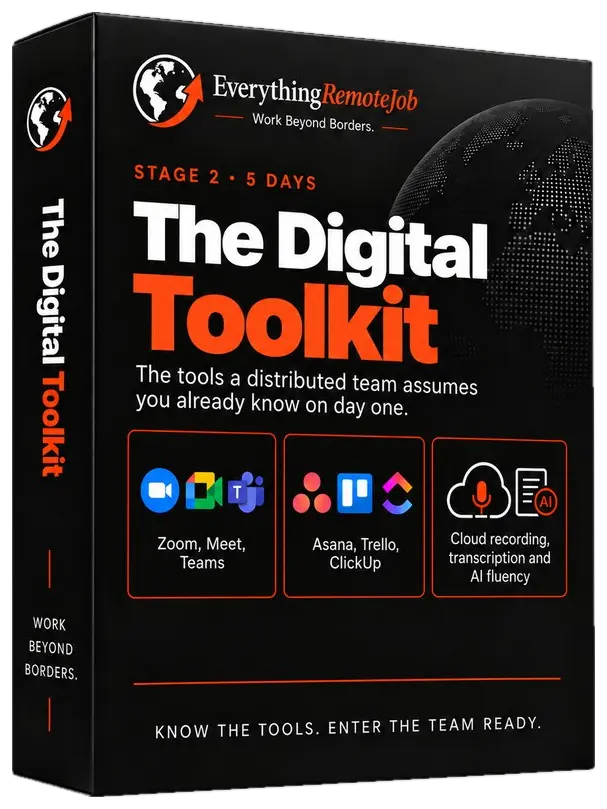 EverythingRemoteJob
Work Beyond Borders.
STAGE 2 • 5 DAYS
The Digital
Toolkit
The tools a distributed team assumes
you already know on day one.
T
Zoom, Meet,
Teams
Asana, Trello,
ClickUp
AI
Cloud recording,
transcription and
AI fluency
KNOW THE TOOLS. ENTER THE TEAM READY.
The Digital Toolkit
WORK
BEYOND
BORDERS.